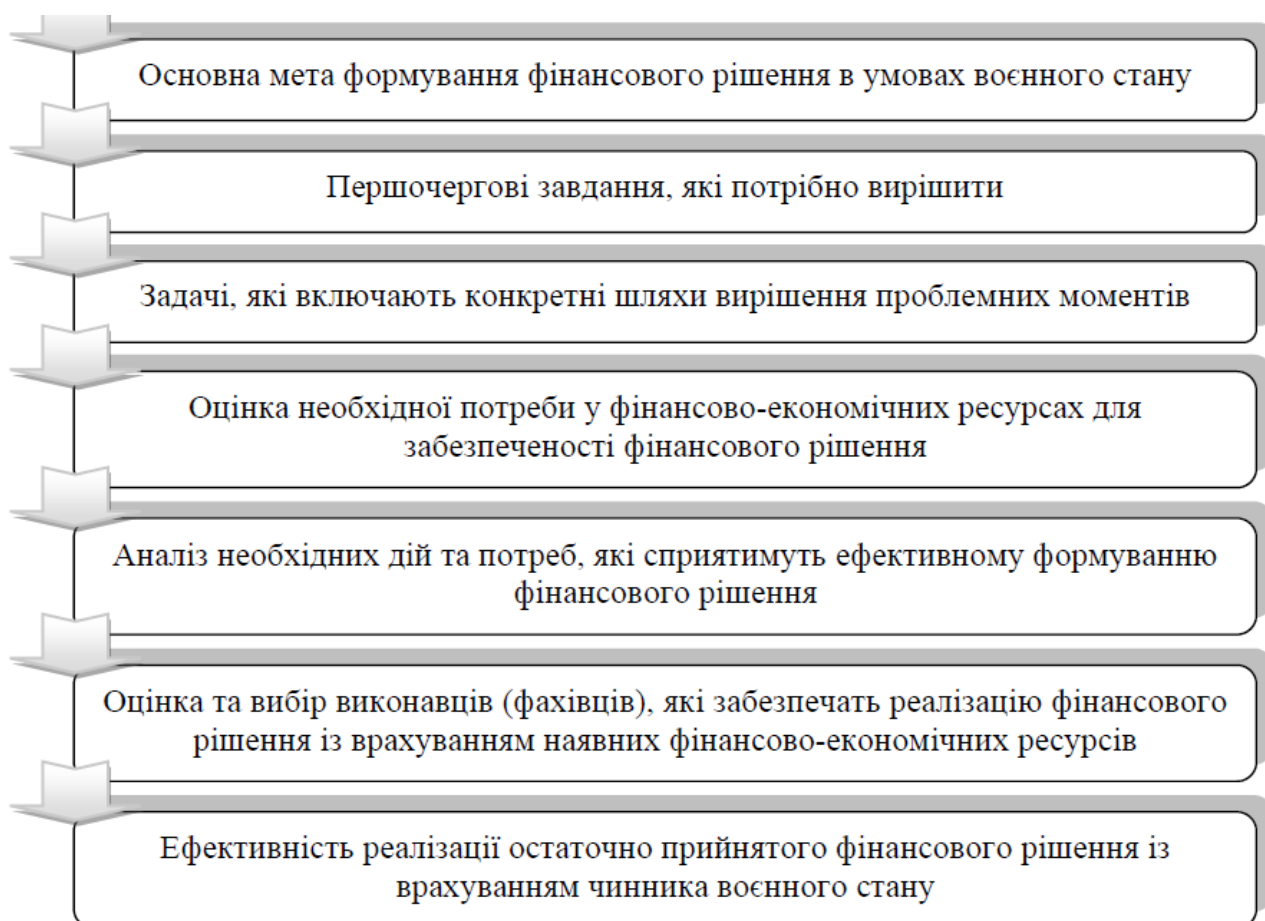 Основна мета формування фінансового рішення в умовах воєнного стану
Першочергові завдання, які потрібно вирішити
Задачі, які включають конкретні шляхи вирішення проблемних моментів
Оцінка необхідної потреби у фінансово-економічних ресурсах для
забезпеченості фінансового рішення
Аналіз необхідних дій та потреб, які сприятимуть ефективному формуванню
фінансового рішення
Оцінка та вибір виконавців (фахівців), які забезпечать реалізацію фінансового
рішення із врахуванням наявних фінансово-економічних ресурсів
Ефективність реалізації остаточно прийнятого фінансового рішення із
врахуванням чинника воєнного стану